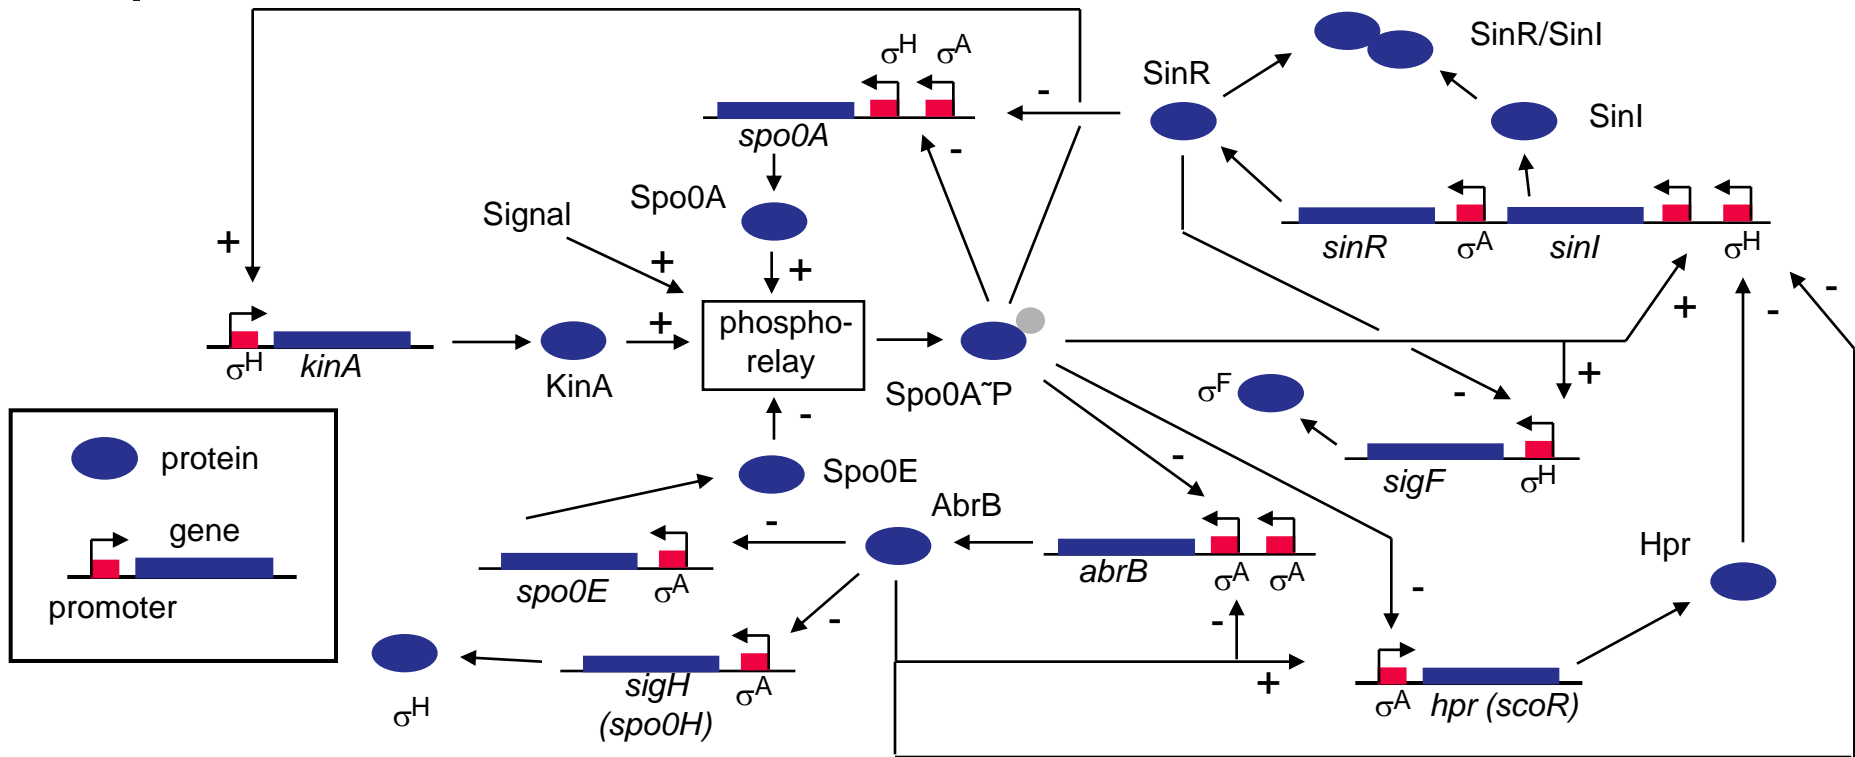 σH σA
SinR/SinI
SinR
-
SinI
spo0A
-
Spo0A
Signal
+
+
+
sinR σA sinI σH
-
+
-
phospho-
relay
+
σH kinA
KinA
Spo0A~P
+
-
σF
-
protein
Spo0E
-
sigF σH
gene
AbrB
-
Hpr
promoter
spo0E σA
abrB σA σA
-
-
-
sigH σA
(spo0H)
+
σH
σA hpr (scoR)